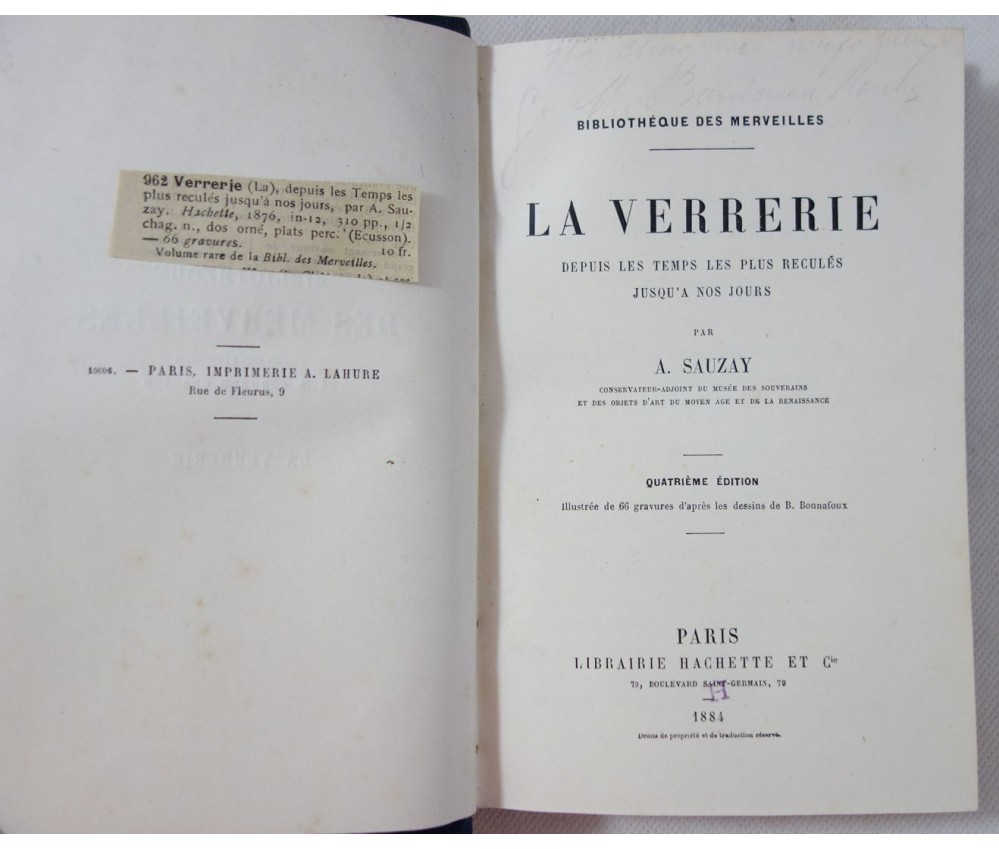 962 Verrerie (La), depuis les Temps les
plus reculés jusqu'à nos jours, par A. Sau-
zay. Hachette, 1876, in-12, 310 pp., 1/2
chag. n., dos orné, plats perc. (Ecusson).
— 66 gravures. 10 fr.
Volume rare de la Bibl. des Merveilles.
— PARIS, IMPRIMERIE A. LAHURE
Rue de Fleurus, 9
BIBLIOTHÈQUE DES MERVEILLES
LA VERRERIE
DEPUIS LES TEMPS LES PLUS RECULÉS
JUSQU'A NOS JOURS
PAR
A. SAUZAY
CONSERVATEUR-ADJOINT DU MUSÉE DES SOUVERAINS
ET DES OBJETS D'ART DU MOYEN AGE ET DE LA RENAISSANCE
QUATRIÈME ÉDITION
Illustrée de 66 gravures d'après les dessins de B. Bonnafoux
PARIS
LIBRAIRIE HACHETTE ET Cie
79, BOULEVARD SAINT-GERMAIN, 79
H
1884
Droits de propriété et de traduction réservés.